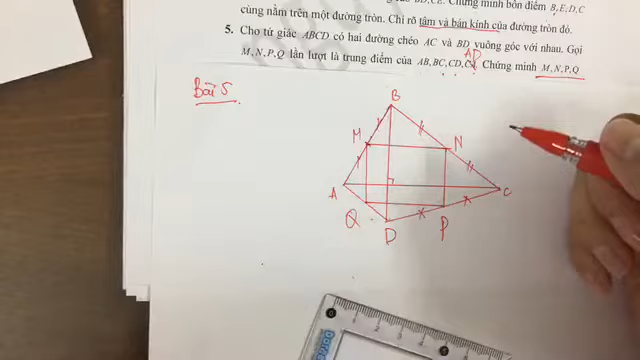 BD, CE. Chứng minh bốn điểm B, E, D, C
cùng nằm trên một đường tròn. Chỉ rõ tâm và bán kính của đường tròn đó.
5. Cho tứ giác ABCD có hai đường chéo AC và BD vuông góc với nhau. Gọi
AD
M, N, P, Q lần lượt là trung điểm của AB, BC, CD, Chứng minh M, N, P, Q
Bài 5
B
M
N
A
C
Q
D
P